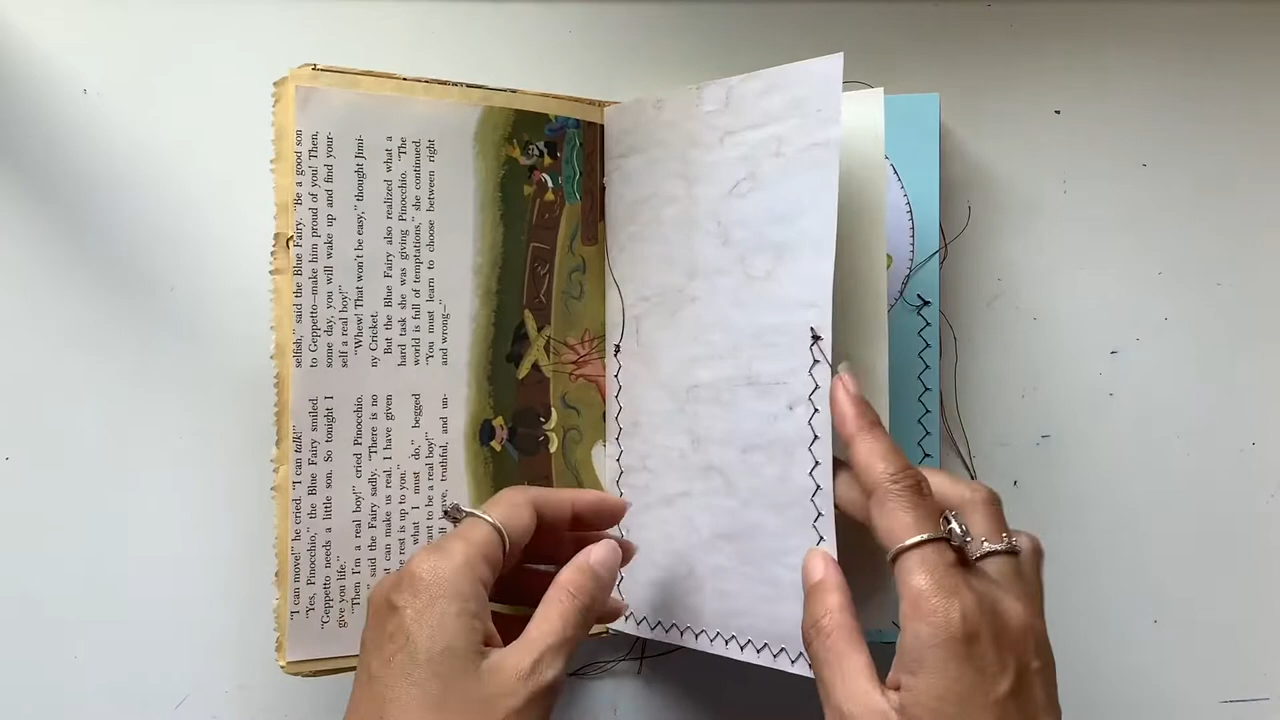 "I can move!" he cried. "I can talk!"
"Yes, Pinocchio," the Blue Fairy smiled.
"Geppetto needs a little son. So tonight I
give you life."
"Then I'm a real boy!" cried Pinocchio.
said the Fairy sadly. "There is no
can make us real. I have given
rest is up to you."
what I must do," begged
to be a real boy!"
truthful, and un-
selfish," said the Blue Fairy. "Be a good son
to Geppetto—make him proud of you! Then,
some day, you will wake up and find your-
self a real boy!"
"Whew! That won't be easy," thought Jimi-
ny Cricket.
But the Blue Fairy also realized what a
hard task she was giving Pinocchio. "The
world is full of temptations," she continued.
"You must learn to choose between right
and wrong—"